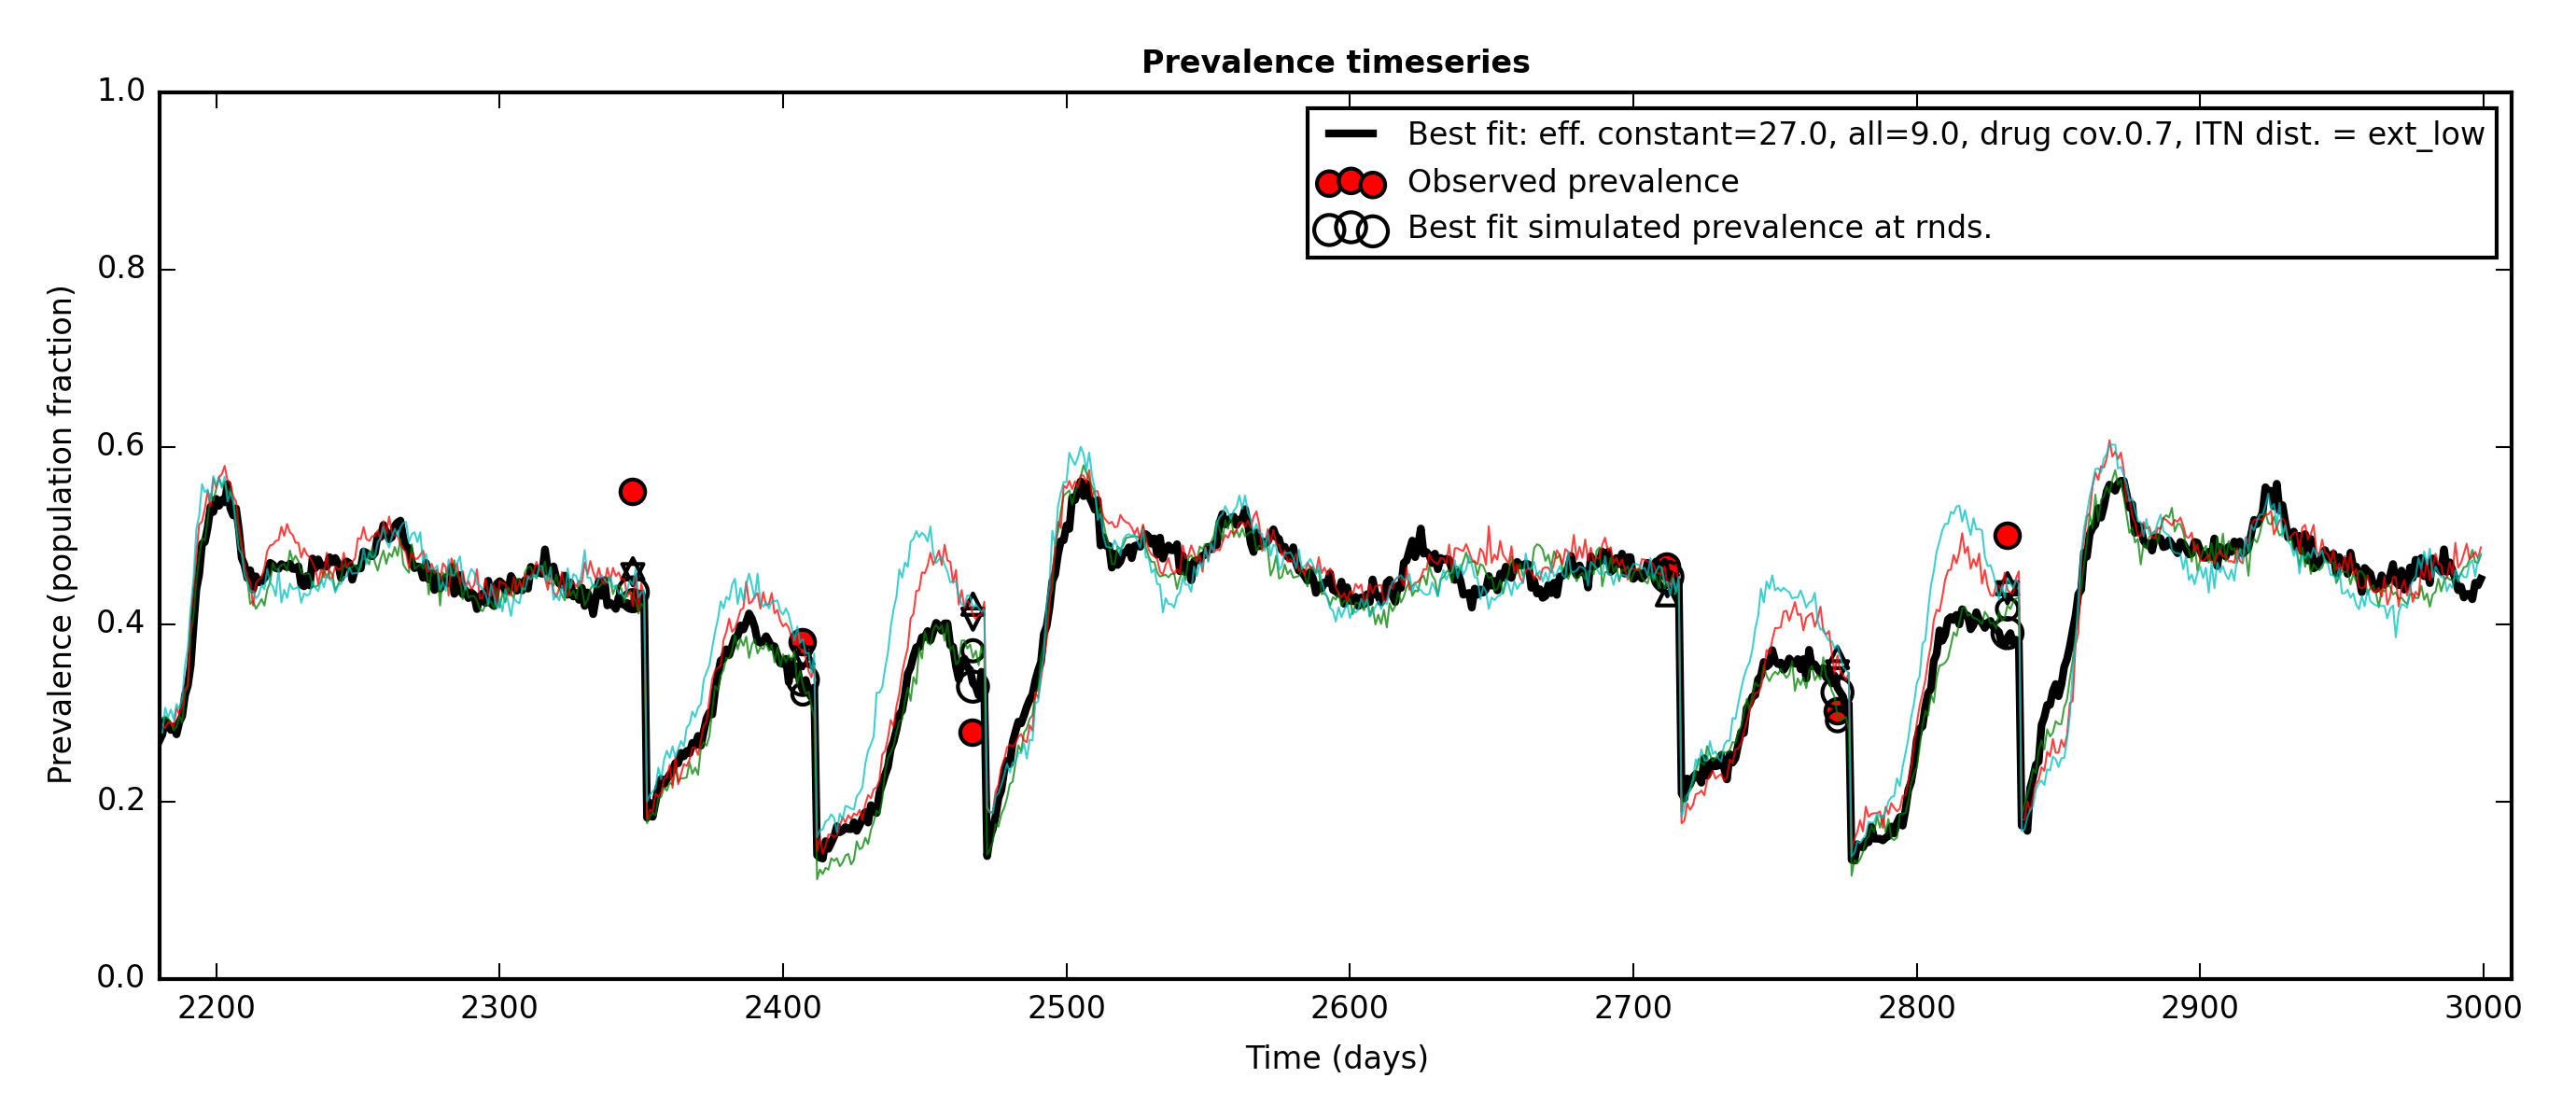 Prevalence timeseries
Best fit: eff. constant=27.0, all=9.0, drug cov.0.7, ITN dist. = ext_low
Observed prevalence
Best fit simulated prevalence at rnds.
Prevalence (population fraction)
1.0
0.8
0.6
0.4
0.2
0.0
2200 2300 2400 2500 2600 2700 2800 2900 3000
Time (days)